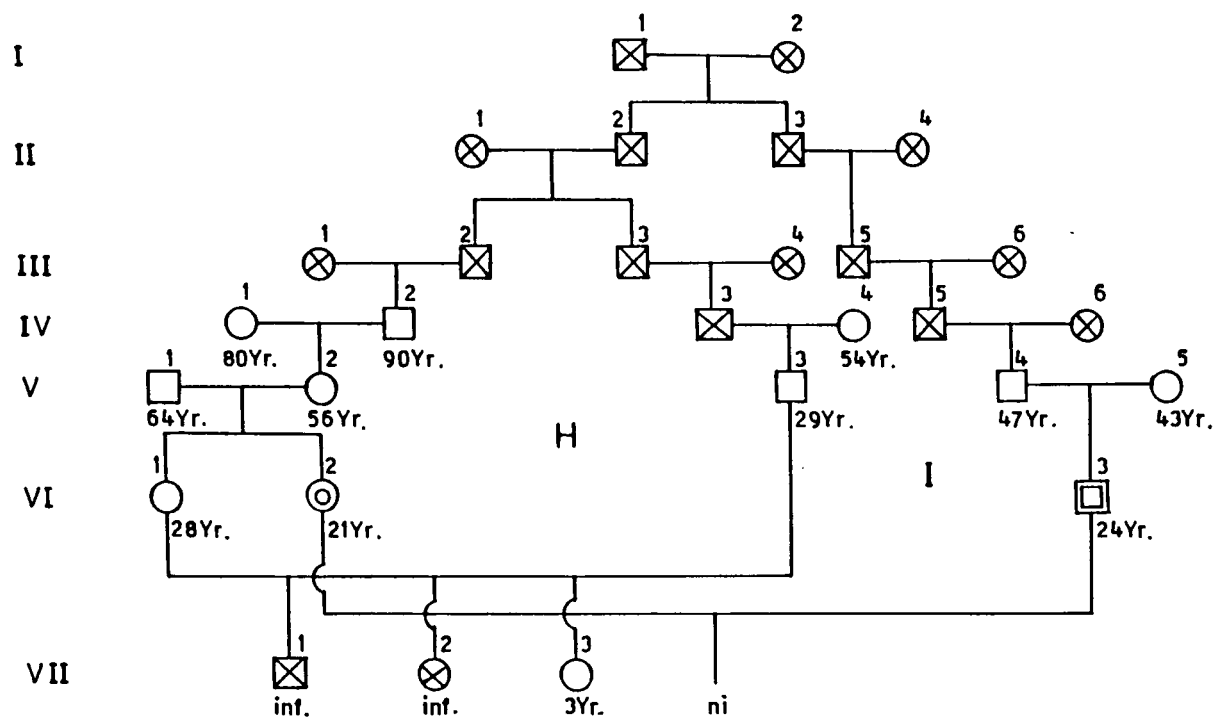 I 1 2
II 1 2 3 4
III 1 2 3 4 5 6
IV 1 2 3 4 5 6
80Yr. 90Yr. 54Yr.
V 1 2 3 4 5
64Yr. 56Yr. 29Yr. 47Yr. 43Yr.
H I
VI 1 2 3
28Yr. 21Yr. 24Yr.
VII 1 2 3
inf. inf. 3Yr. ni